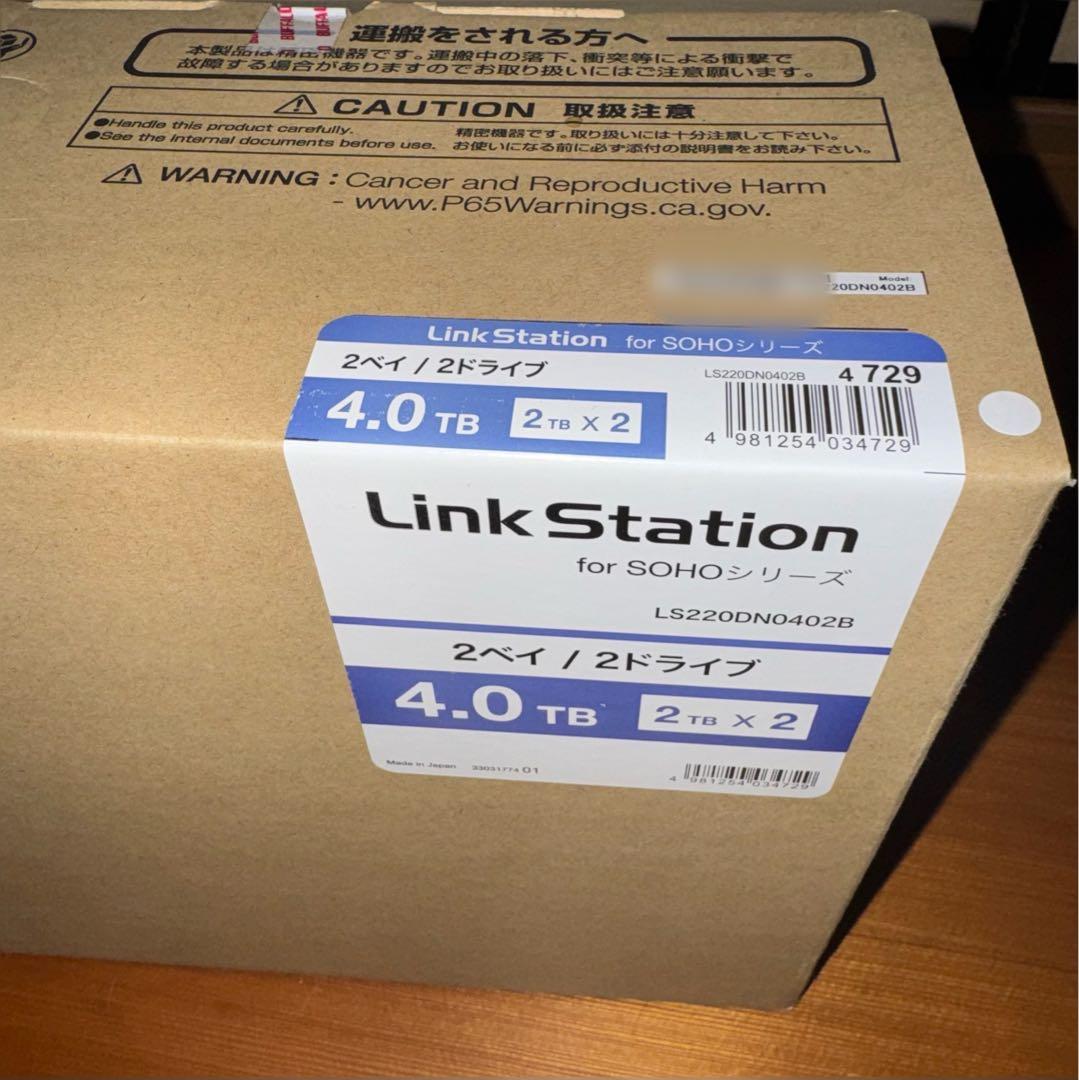 BUFFALO
運搬をされる方へ
本製品は精密機器です。運搬中の落下、衝突等による衝撃で
故障する場合がありますのでお取り扱いにはご注意願います。
CAUTION 取扱注意
●Handle this product carefully.
精密機器です。取り扱いには十分注意して下さい。
●See the internal documents before use.
お使いになる前に必ず添付の説明書をお読み下さい。
WARNING : Cancer and Reproductive Harm
- www.P65Warnings.ca.gov.
Model:
220DN0402B
LinkStation for SOHOシリーズ
2ベイ / 2ドライブ
LS220DN0402B 4 729
4.0 TB 2 TB X 2
4 981254 034729
LinkStation
for SOHOシリーズ
LS220DN0402B
2ベイ / 2ドライブ
4.0 TB 2 TB X 2
Made in Japan 33031774 01
4 981254 034729